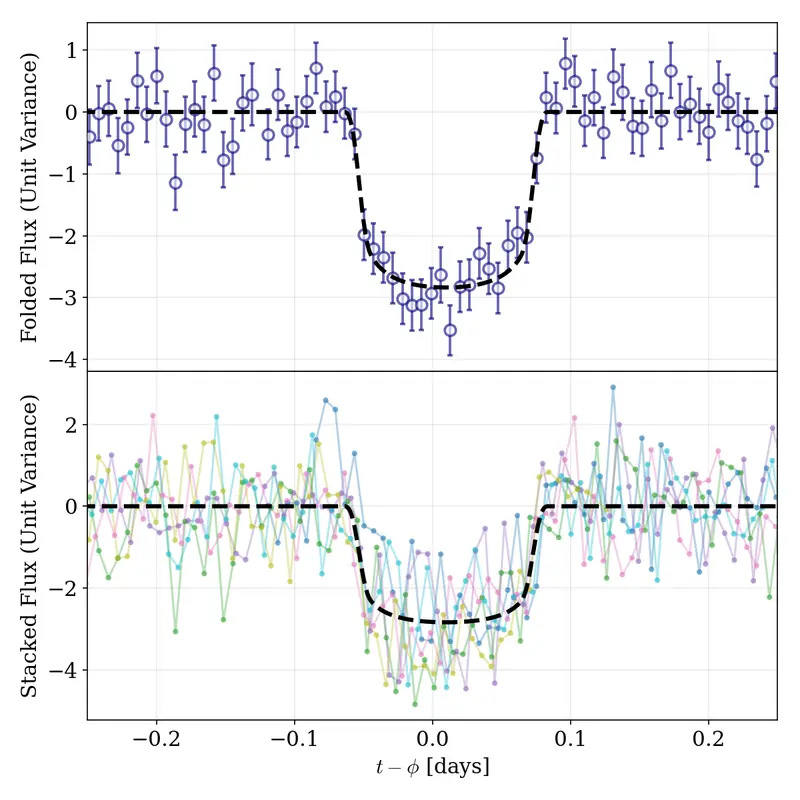 Folded Flux (Unit Variance)
1
0
−1
−2
−3
−4
Stacked Flux (Unit Variance)
2
0
−2
−4
−0.2 −0.1 0.0 0.1 0.2
t − ϕ [days]